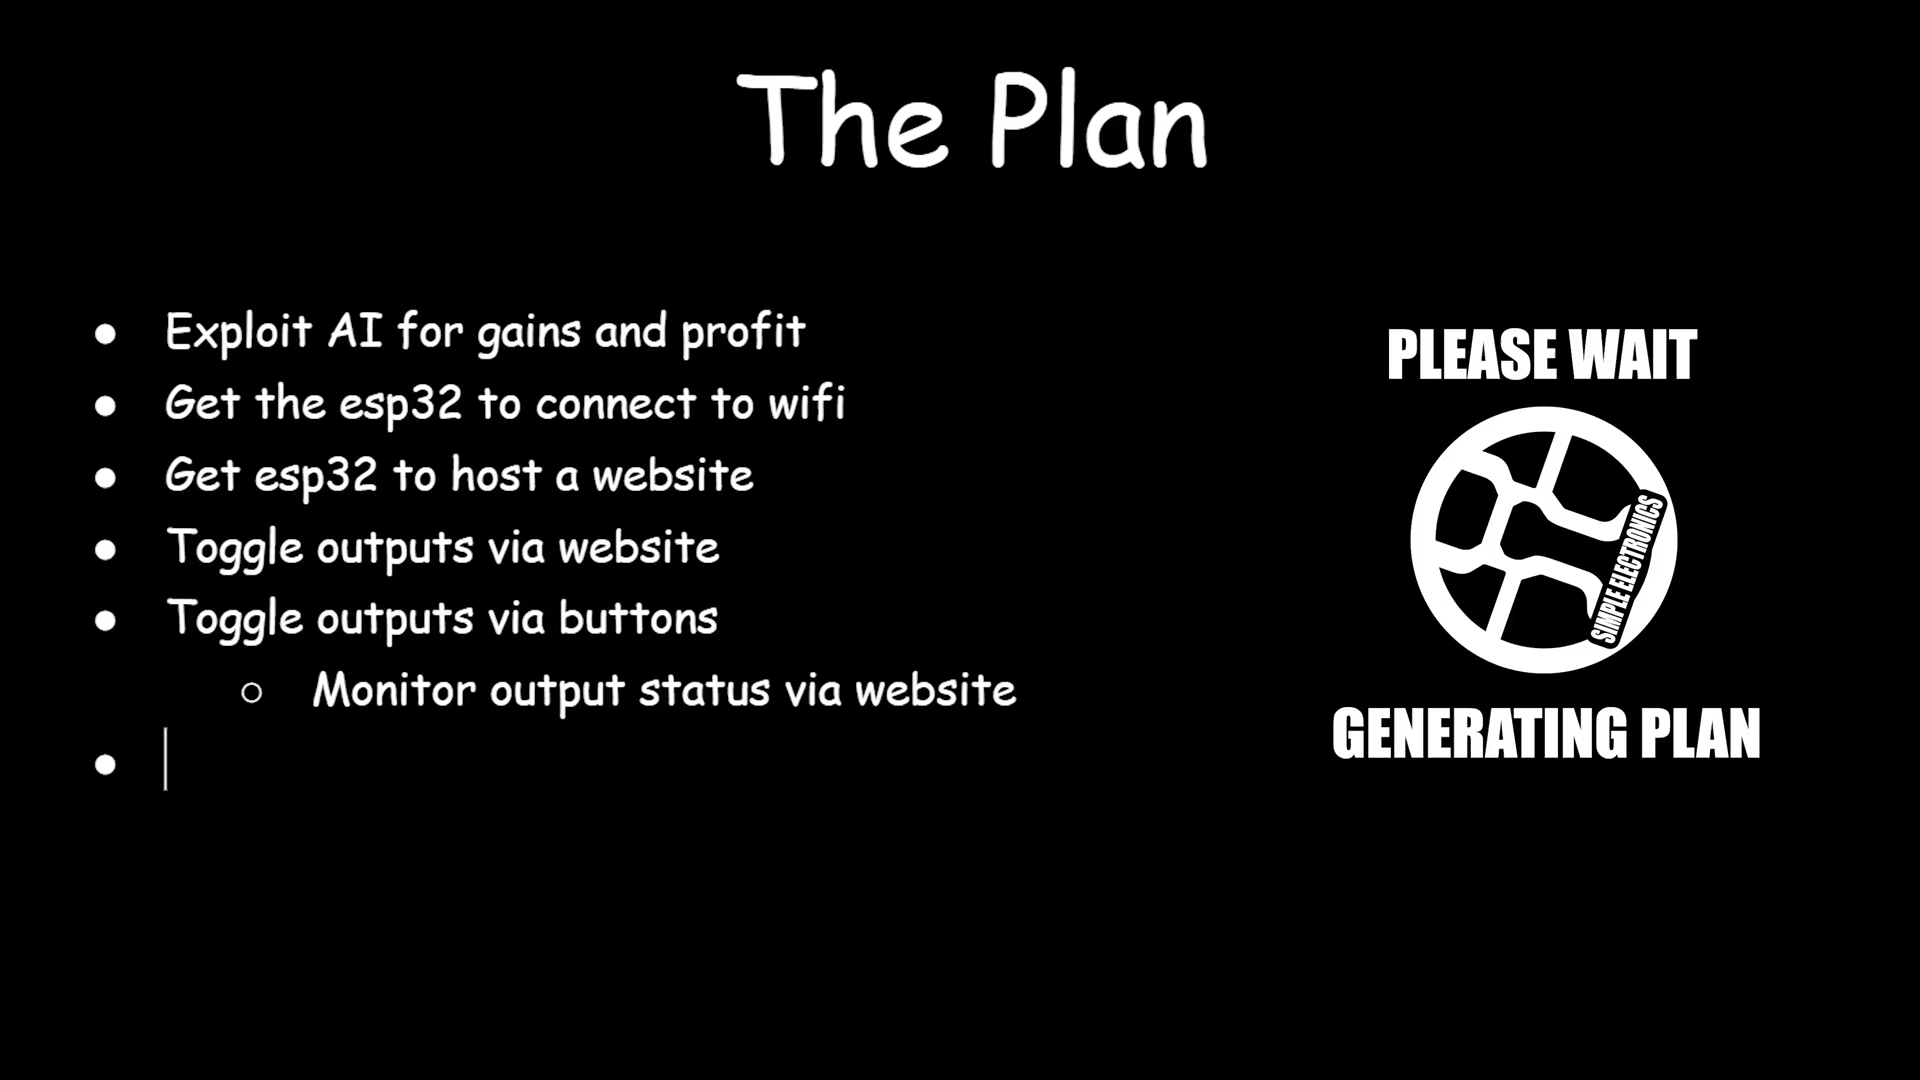 The Plan
● Exploit AI for gains and profit
● Get the esp32 to connect to wifi
● Get esp32 to host a website
● Toggle outputs via website
● Toggle outputs via buttons
○ Monitor output status via website
●
PLEASE WAIT
SIMPLE ELECTRONICS
GENERATING PLAN